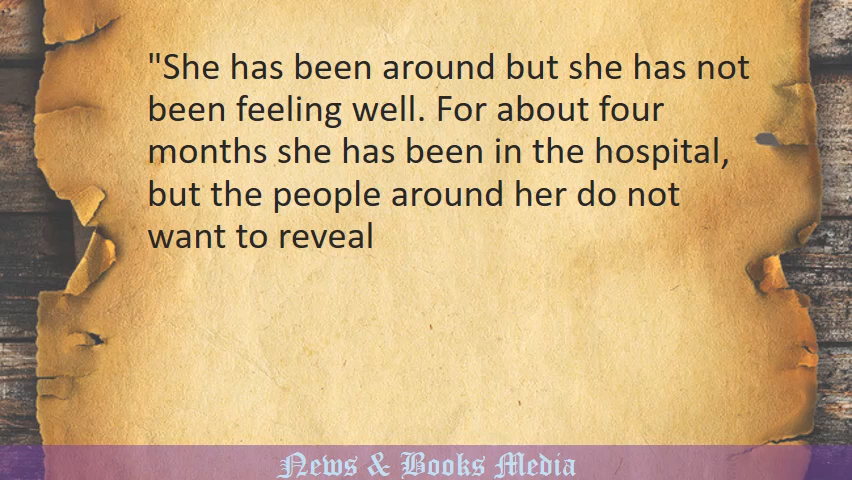 "She has been around but she has not
been feeling well. For about four
months she has been in the hospital,
but the people around her do not
want to reveal
News & Books Media